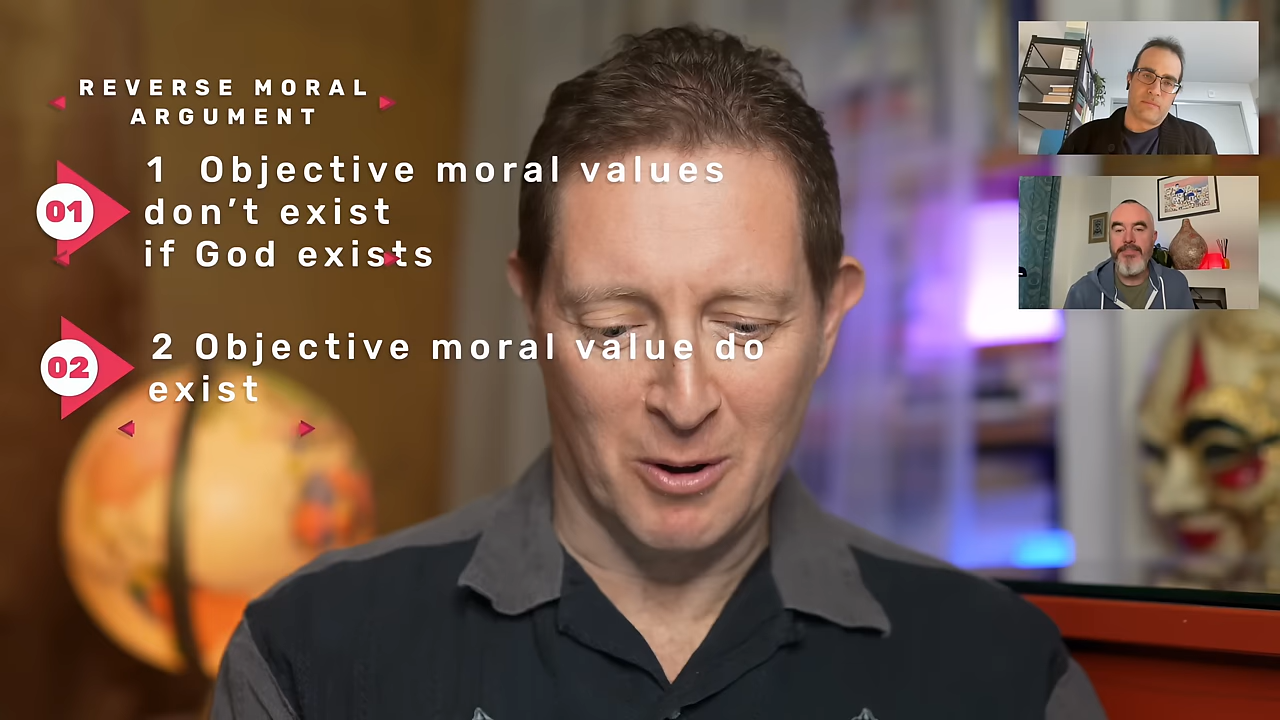 REVERSE MORAL
ARGUMENT
01
1 Objective moral values
don't exist
if God exists
02
2 Objective moral value do
exist